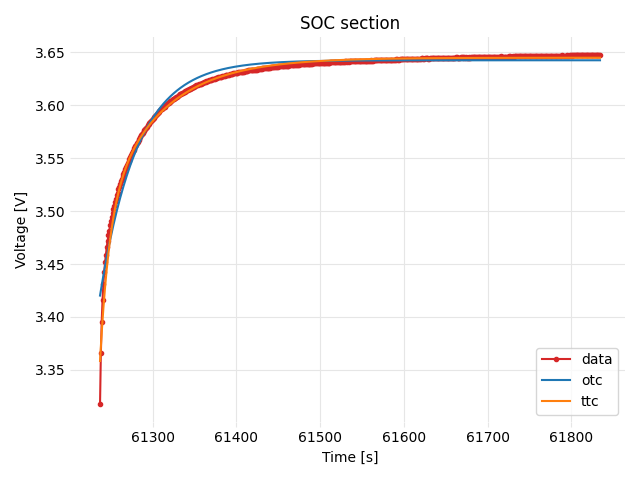 SOC section
Voltage [V]
3.65
3.60
3.55
3.50
3.45
3.40
3.35
61300 61400 61500 61600 61700 61800
Time [s]
data
otc
ttc